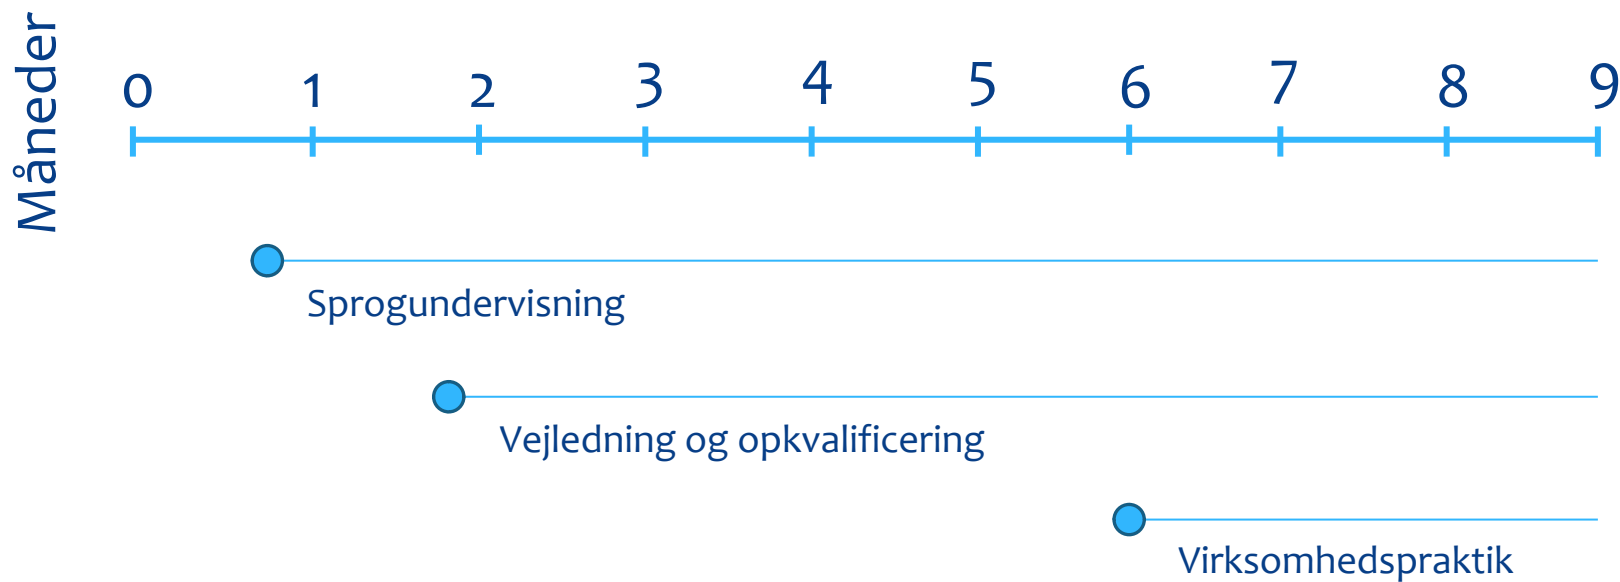 Måneder
0 1 2 3 4 5 6 7 8 9
Sprogundervisning
Vejledning og opkvalificering
Virksomhedspraktik